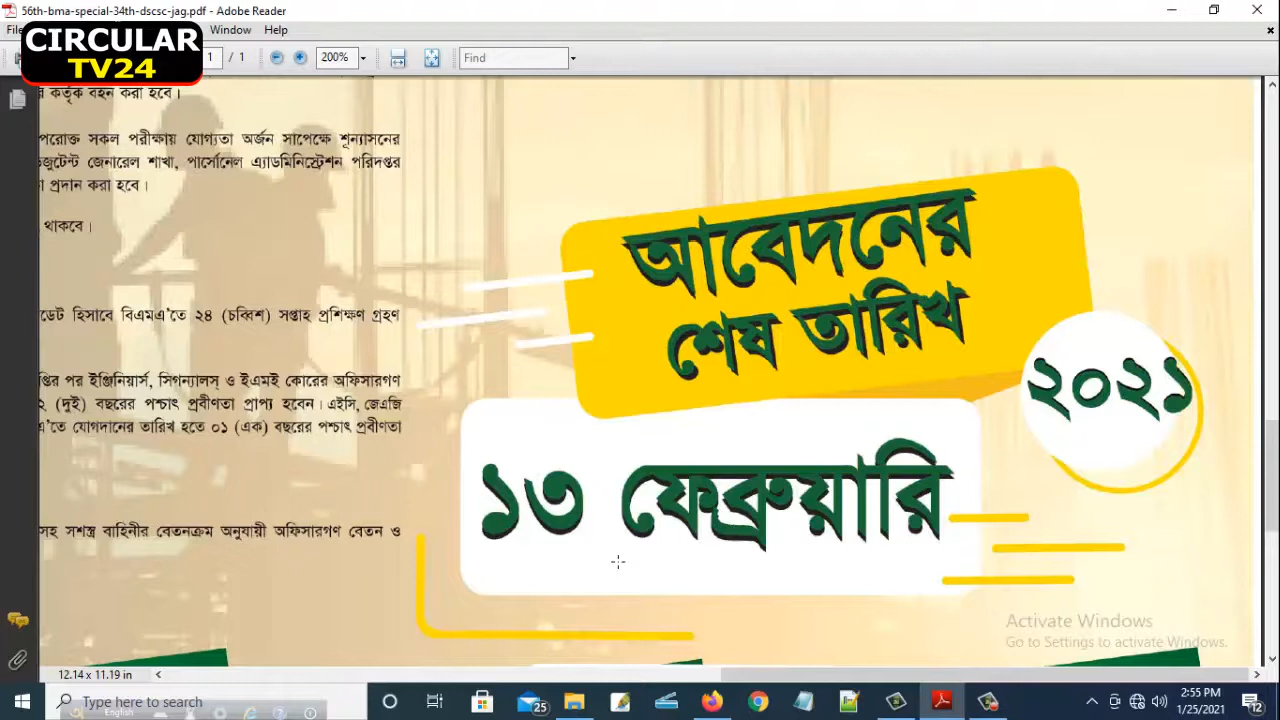 56th-bma-special-34th-dscsc-jag.pdf - Adobe Reader
Window Help
CIRCULAR
TV24
1 / 1 200% Find
কর্তৃক বহন করা হবে।
পরোক্ত সকল পরীক্ষায় যোগ্যতা অর্জন সাপেক্ষে শূন্যাসনের
জেনারেল শাখা, পার্সোনেল এ্যাডমিনিস্ট্রেশন পরিদপ্তর
প্রদান করা হবে।
থাকবে।
ডেট হিসাবে বিএমএ'তে ২৪ (চব্বিশ) সপ্তাহ প্রশিক্ষণ গ্রহণ
প্তির পর ইঞ্জিনিয়ার্স, সিগন্যালস্ ও ইএমই কোরের অফিসারগণ
২ (দুই) বছরের পশ্চাৎ প্রবীণতা প্রাপ্য হবেন। এইসি, জেএজি
এ'তে যোগদানের তারিখ হতে ০১ (এক) বছরের পশ্চাৎ প্রবীণতা
সহ সশস্ত্র বাহিনীর বেতনক্রম অনুযায়ী অফিসারগণ বেতন ও
আবেদনের
শেষ তারিখ
২০২১
১৩ ফেব্রুয়ারি
Activate Windows
Go to Settings to activate Windows.
12.14 x 11.19 in
Type here to search
English
25
2:55 PM
1/25/2021
12